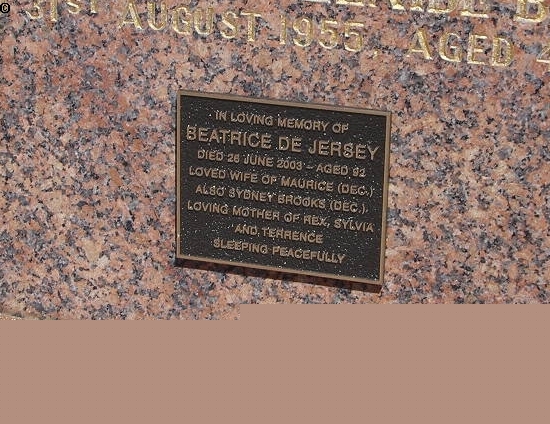 31ST AUGUST 1955. AGED
IN LOVING MEMORY OF
BEATRICE DE JERSEY
DIED 26 JUNE 2003 - AGED 92
LOVED WIFE OF MAURICE (DEC.)
ALSO SYDNEY BROOKS (DEC.).
LOVING MOTHER OF REX, SYLVIA
AND TERRENCE
SLEEPING PEACEFULLY